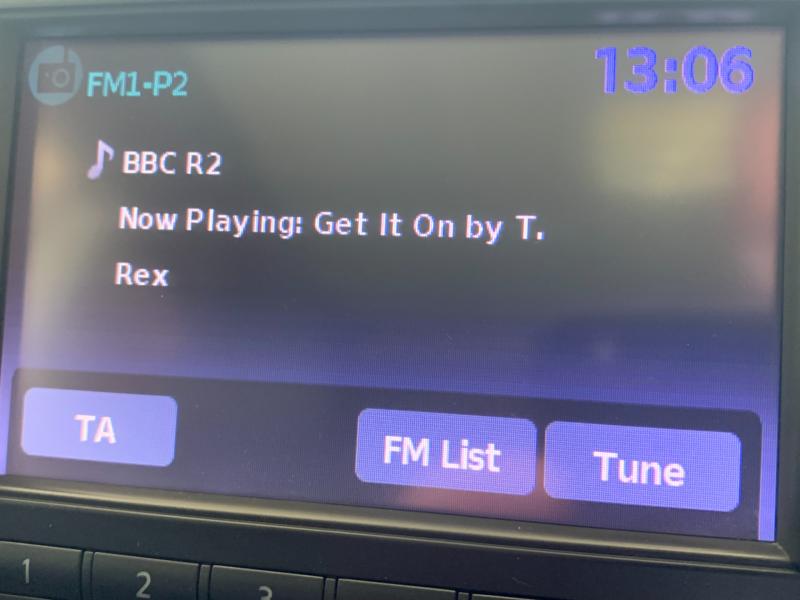 FM1-P2
13:06
BBC R2
Now Playing: Get It On by T.
Rex
TA
FM List
Tune
1
2
3